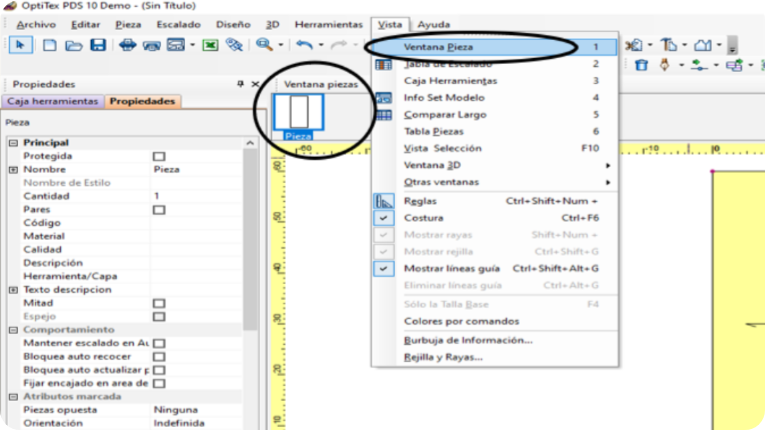 OptiTex PDS 10 Demo - (Sin Título)
Archivo Editar Pieza Escalado Diseño 3D Herramientas Vista Ayuda
Propiedades
Caja herramientas Propiedades
Pieza
Principal
Protegida
Nombre Pieza
Nombre de Estilo
Cantidad 1
Pares
Código
Material
Calidad
Descripción
Herramienta/Capa
Texto descripcion
Mitad
Espejo
Comportamiento
Mantener escalado en Au
Bloquea auto recocer
Bloquea auto actualizar p
Fijar encajado en area de
Atributos marcada
Piezas opuesta Ninguna
Orientación Indefinida
Ventana piezas
Pieza
Ventana Pieza 1
Tabla de Escalado 2
Caja Herramientas 3
Info Set Modelo 4
Comparar Largo 5
Tabla Piezas 6
Vista Selección F10
Ventana 3D
Otras ventanas
Reglas Ctrl+Shift+Num +
Costura Ctrl+F6
Mostrar rayas Shift+Num +
Mostrar rejilla Ctrl+Shift+G
Mostrar líneas guía Ctrl+Shift+Alt+G
Eliminar líneas guía Ctrl+Alt+G
Sólo la Talla Base F4
Colores por comandos
Burbuja de Información...
Rejilla y Rayas...